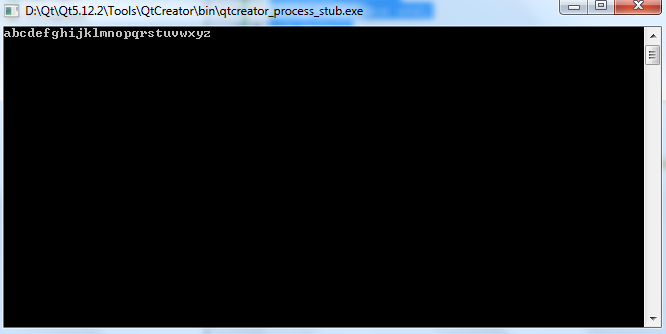 D:\Qt\Qt5.12.2\Tools\QtCreator\bin\qtcreator_process_stub.exe
abcdefghijklmnopqrstuvwxyz